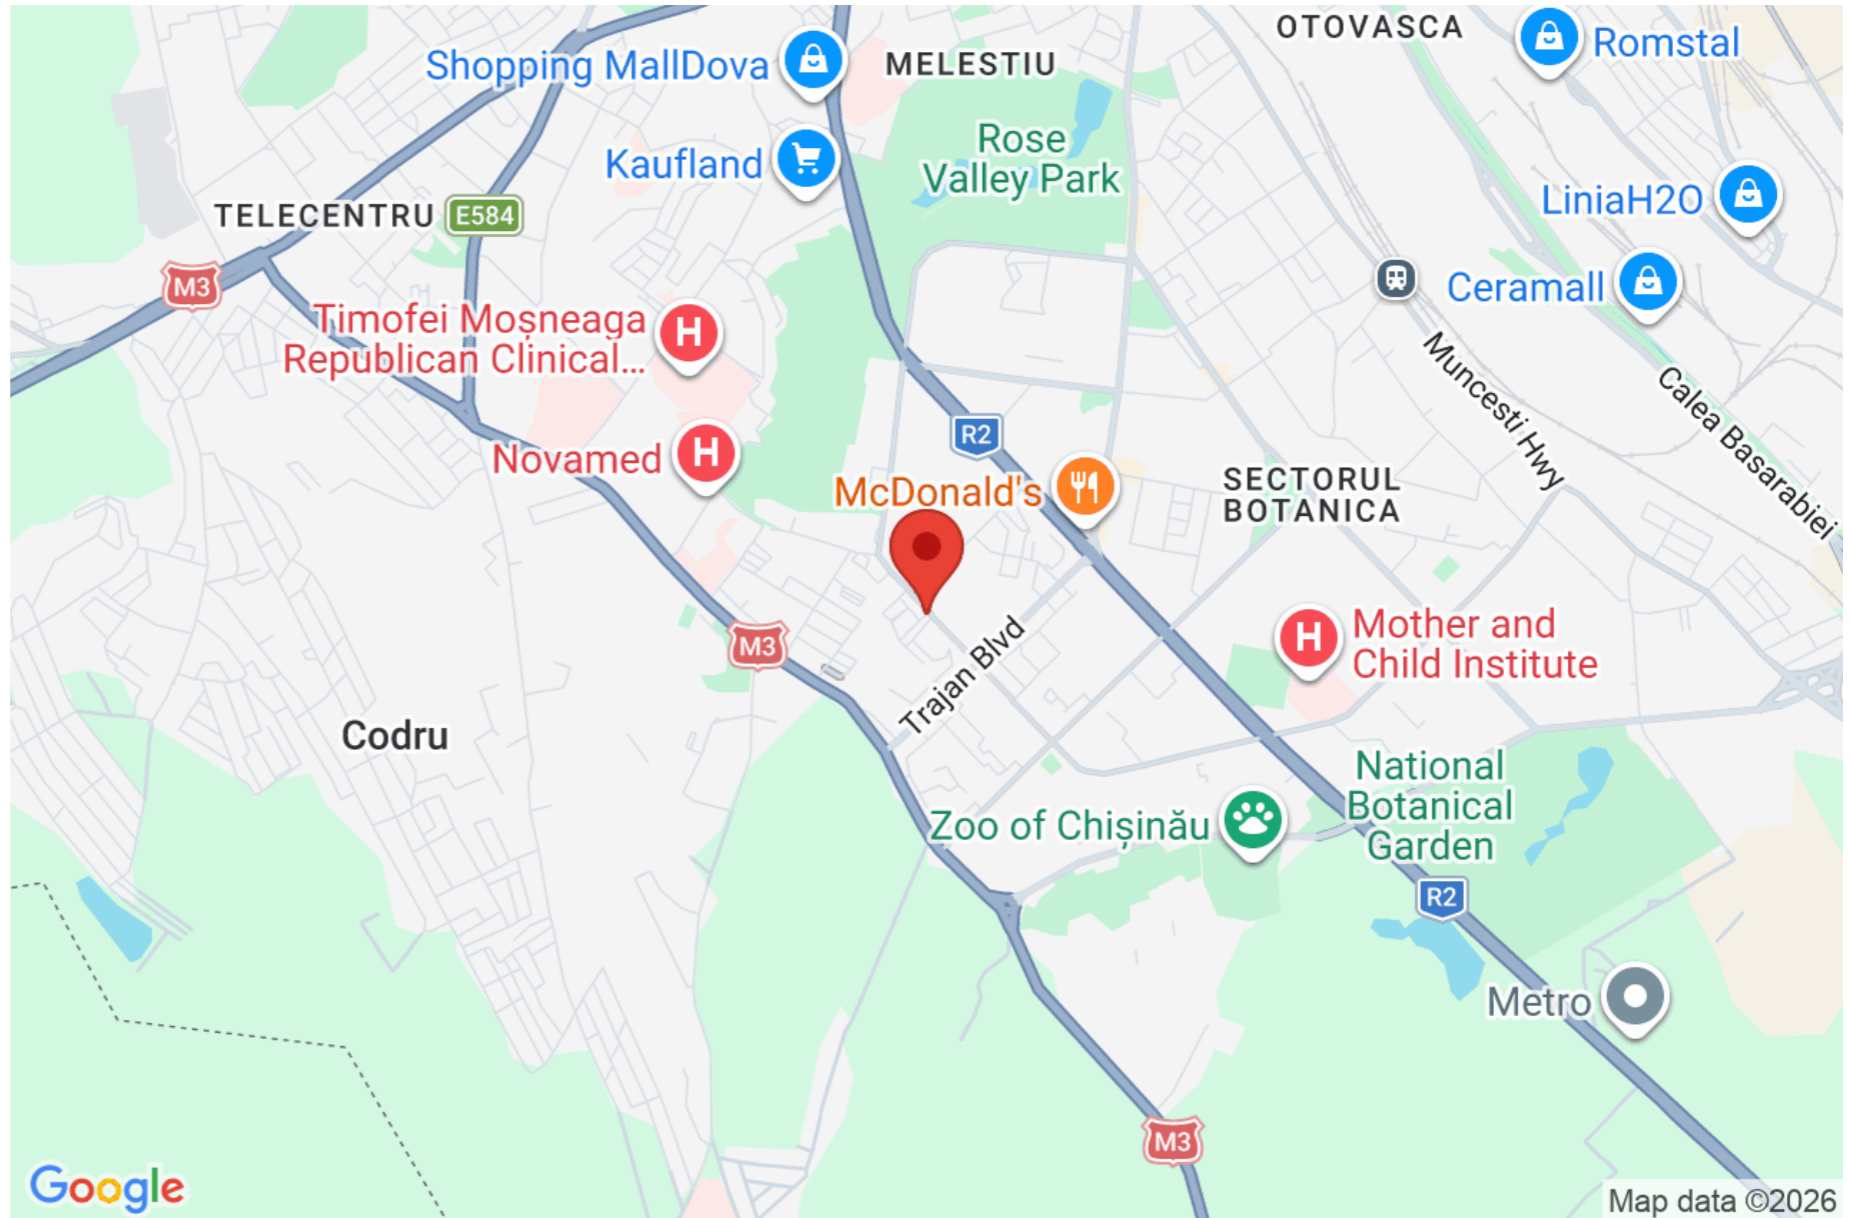 OTOVASCA
Romstal
Shopping MallDova
MELESTIU
Rose
Valley Park
Kaufland
LiniaH2O
TELECENTRU
E584
M3
Ceramall
Timofei Moșneaga
Republican Clinical...
H
Muncesti Hwy
Calea Basarabiei
R2
Novamed
H
McDonald's
SECTORUL
BOTANICA
M3
Trajan Blvd
H
Mother and
Child Institute
Codru
National
Botanical
Garden
Zoo of Chișinău
R2
Metro
M3
Google
Map data ©2026